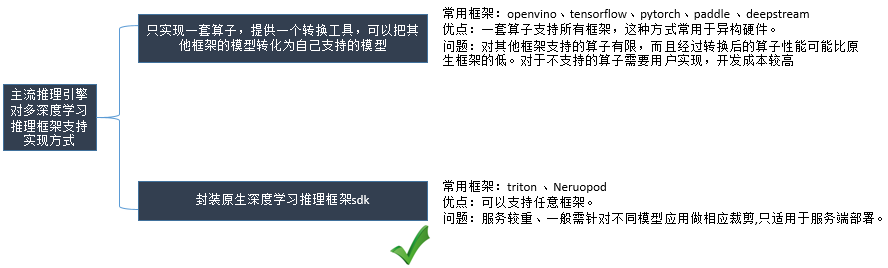 常用框架：openvino、tensorflow、pytorch、paddle 、deepstream
只实现一套算子，提供一个转换工具，可以把其
他框架的模型转化为自己支持的模型
优点：一套算子支持所有框架，这种方式常用于异构硬件。
问题：对其他框架支持的算子有限，而且经过转换后的算子性能可能比原
生框架的低。对于不支持的算子需要用户实现，开发成本较高
主流推理引擎
对多深度学习
推理框架支持
实现方式
封装原生深度学习推理框架sdk
常用框架：triton 、Neruopod
优点：可以支持任意框架。
问题：服务较重、一般需针对不同模型应用做相应裁剪,只适用于服务端部署。